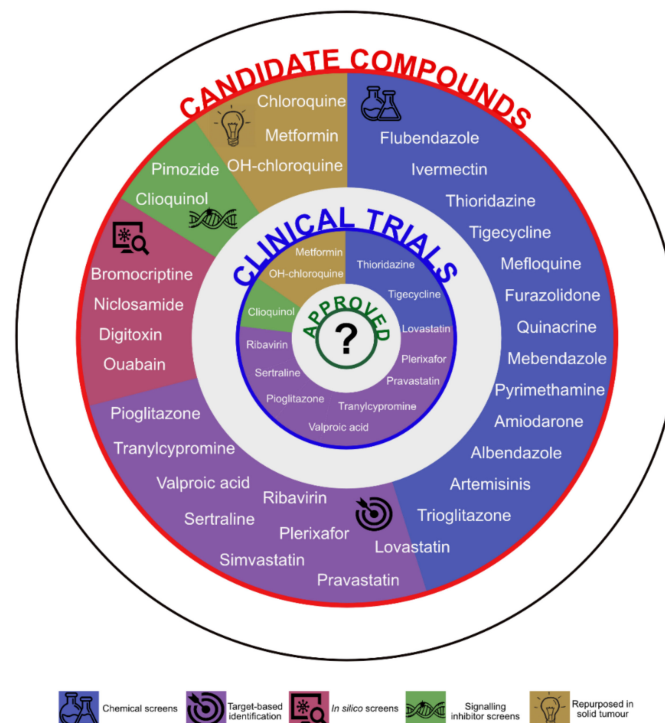 CANDIDATE COMPOUNDS
Chloroquine
Metformin
OH-chloroquine
Pimozide
Clioquinol
Bromocriptine
Niclosamide
Digitoxin
Ouabain
Pioglitazone
Tranylcypromine
Valproic acid
Ribavirin
Sertraline
Plerixafor
Simvastatin
Lovastatin
Pravastatin
Flubendazole
Ivermectin
Thioridazine
Tigecycline
Mefloquine
Furazolidone
Quinacrine
Mebendazole
Pyrimethamine
Amiodarone
Albendazole
Artemisinis
Trioglitazone
CLINICAL TRIALS
Metformin
OH-chloroquine
Clioquinol
Ribavirin
Sertraline
Pioglitazone
Valproic acid
Tranylcypromine
Pravastatin
Plerixafor
Lovastatin
Tigecycline
Thioridazine
APPROVED
?
Chemical screens
Target-based
identification
In silico screens
Signalling
inhibitor screens
Repurposed in
solid tumour